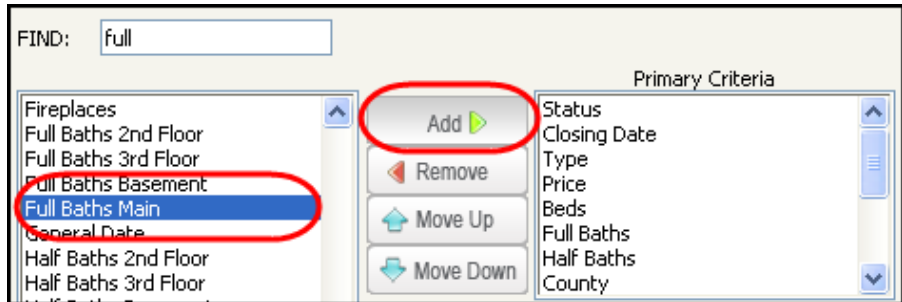 FIND: full
Primary Criteria
Fireplaces
Full Baths 2nd Floor
Full Baths 3rd Floor
Full Baths Basement
Full Baths Main
General Date
Half Baths 2nd Floor
Half Baths 3rd Floor
Add
Remove
Move Up
Move Down
Status
Closing Date
Type
Price
Beds
Full Baths
Half Baths
County